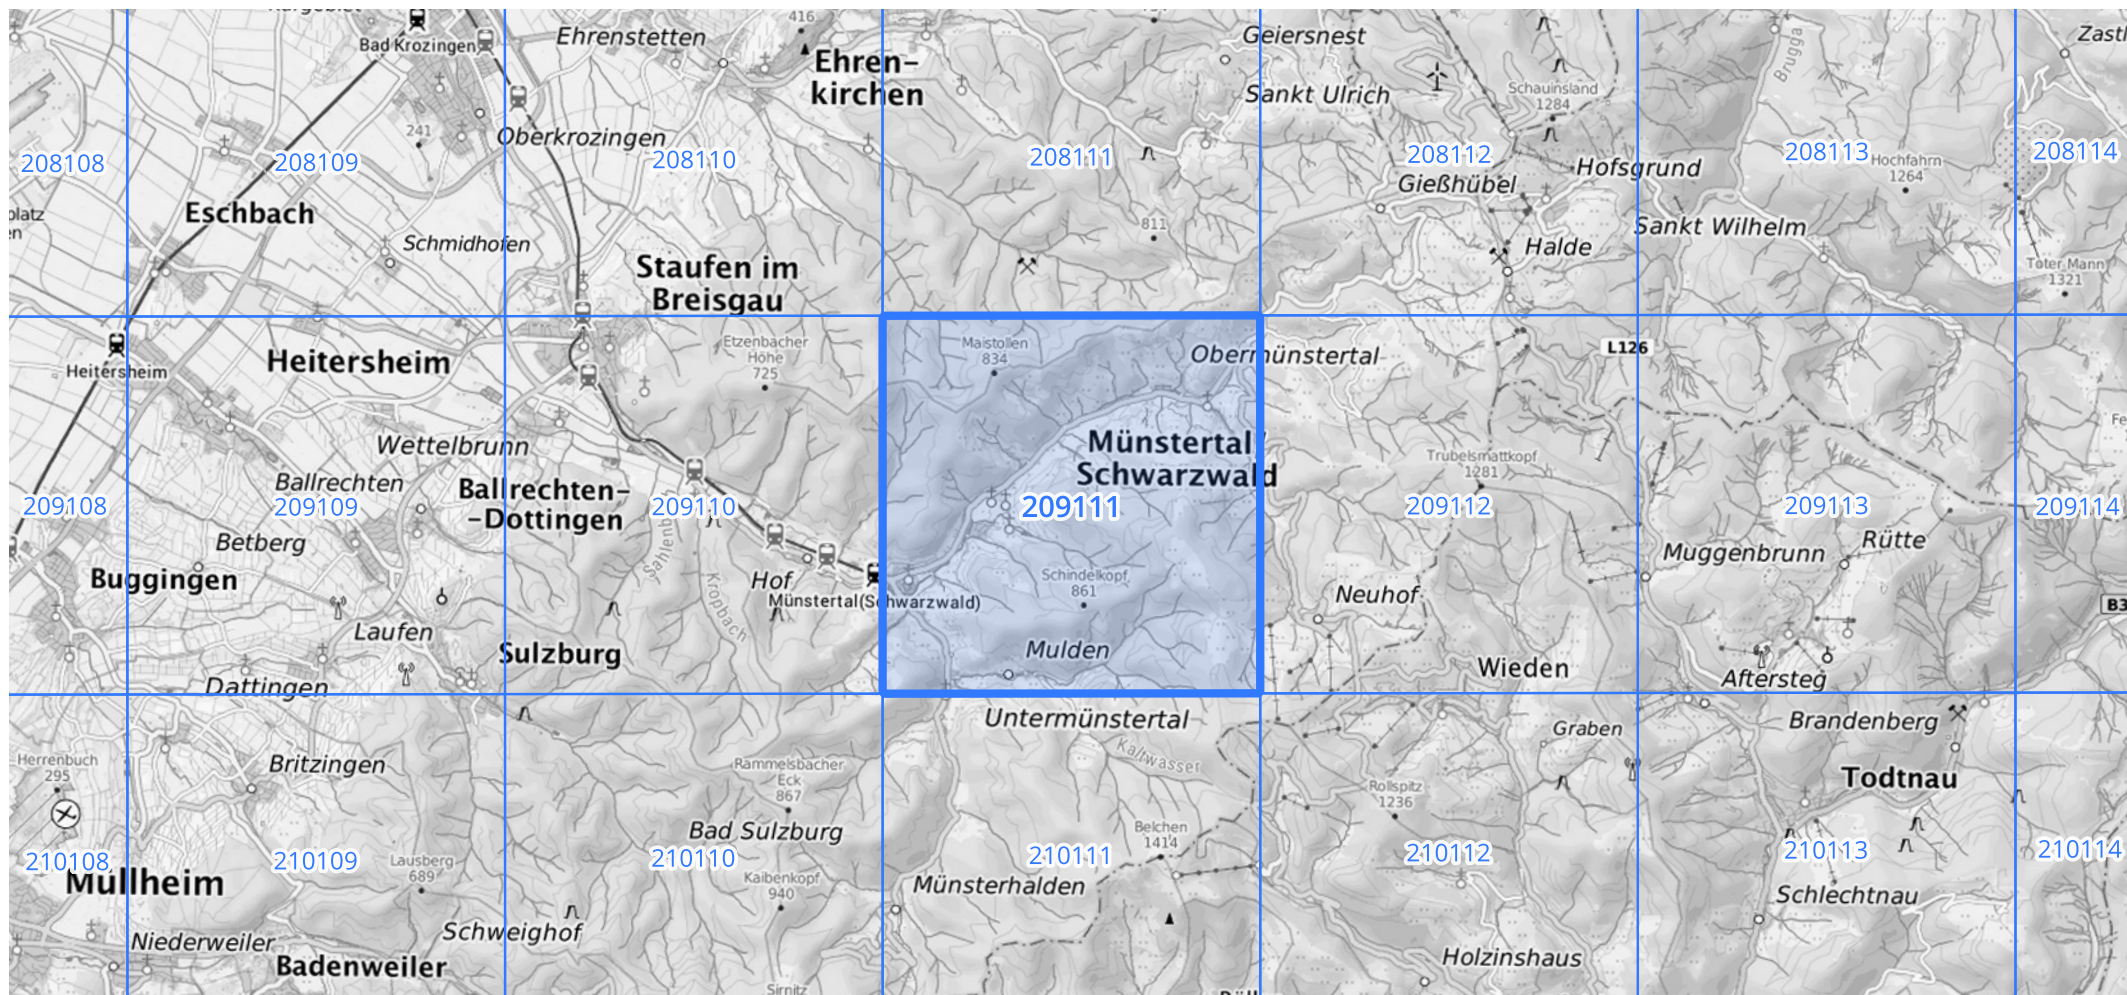 416
Ehrenstetten
Bad Krozingen
Ehren-
kirchen
Geiersnest
Sankt Ulrich
Schauinsland
1284
Brugga
241
Oberkrozingen
208108
208109
208110
208111
208112
208113
208114
Hofsgrund
Hochfahrn
1264
Gießhübel
Eschbach
platz
Schmidhofen
811
Sankt Wilhelm
Halde
Staufen im
Breisgau
Toter Mann
1321
Heitersheim
Heitersheim
Etzenbacher
Höhe
725
Maistollen
834
Obermünstertal
L126
Wettelbrunn
Münstertal/
Schwarzwald
Trubelsmattkopf
1281
Ballrechten
Ballrechten-
-Dottingen
209108
209109
209110
209111
209112
209113
209114
Betberg
Muggenbrunn
Rütte
Buggingen
Hof
Münstertal(Schwarzwald)
Kropbach
Schindelkopf
861
Neuhof
B3
Laufen
Sulzburg
Mulden
Wieden
Aftersteg
Dattingen
Untermünstertal
Kaltwasser
Graben
Brandenberg
Herrenbuch
295
Britzingen
Rammelsbacher
Eck
867
Rollspitz
1236
Todtnau
Bad Sulzburg
Belchen
1414
210108
210109
210110
210111
210112
210113
210114
Müllheim
Lausberg
689
Kaibenkopf
940
Münsterhalden
Schlechtnau
Niederweiler
Schweighof
Badenweiler
Holzinshaus
Sirnitz